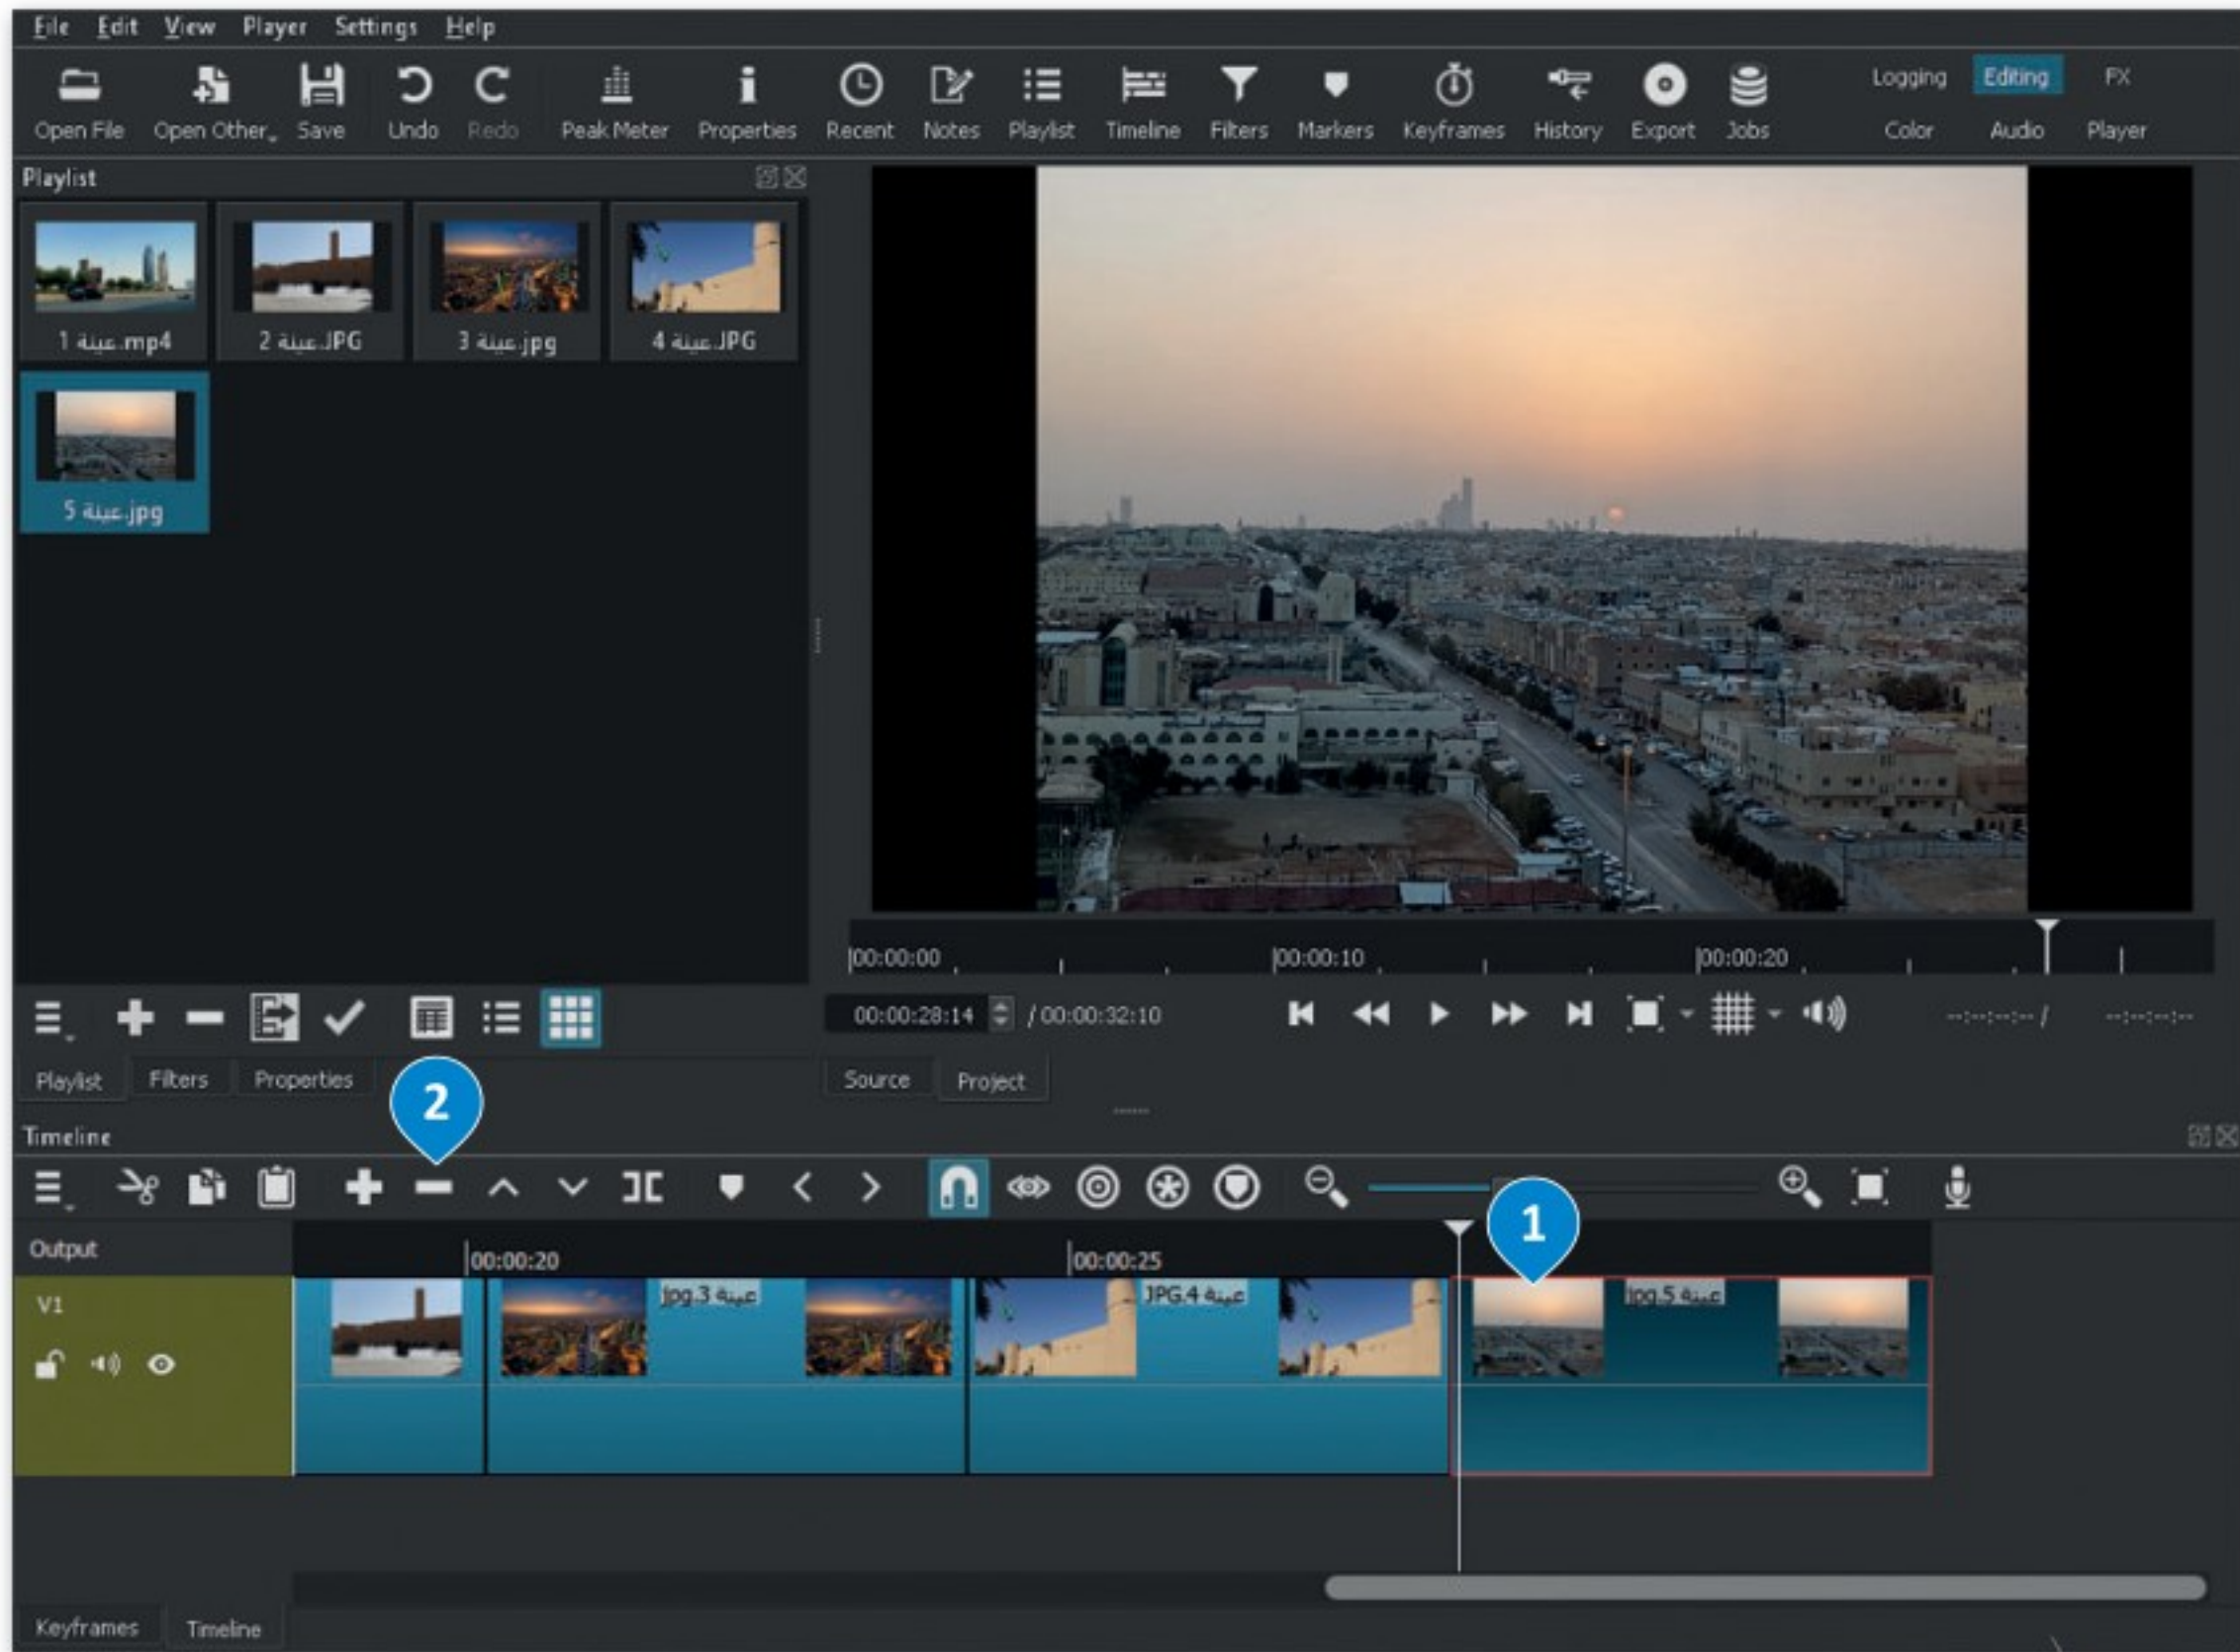 File Edit View Player Settings Help
Open File Open Other Save Undo Redo Peak Meter Properties Recent Notes Playlist Timeline Filters Markers Keyframes History Export Jobs
Logging Editing FX
Color Audio Player
Playlist
عينة 1.mp4
عينة 2.JPG
عينة 3.jpg
عينة 4.JPG
عينة 5.jpg
00:00:00 00:00:10 00:00:20
00:00:28:14 / 00:00:32:10 --:--:--:-- / --:--:--:--
Playlist Filters Properties
Source Project
2
Timeline
1
Output
00:00:20 00:00:25
V1
عينة 3.jpg
عينة 4.JPG
عينة 5.jpg
Keyframes Timeline